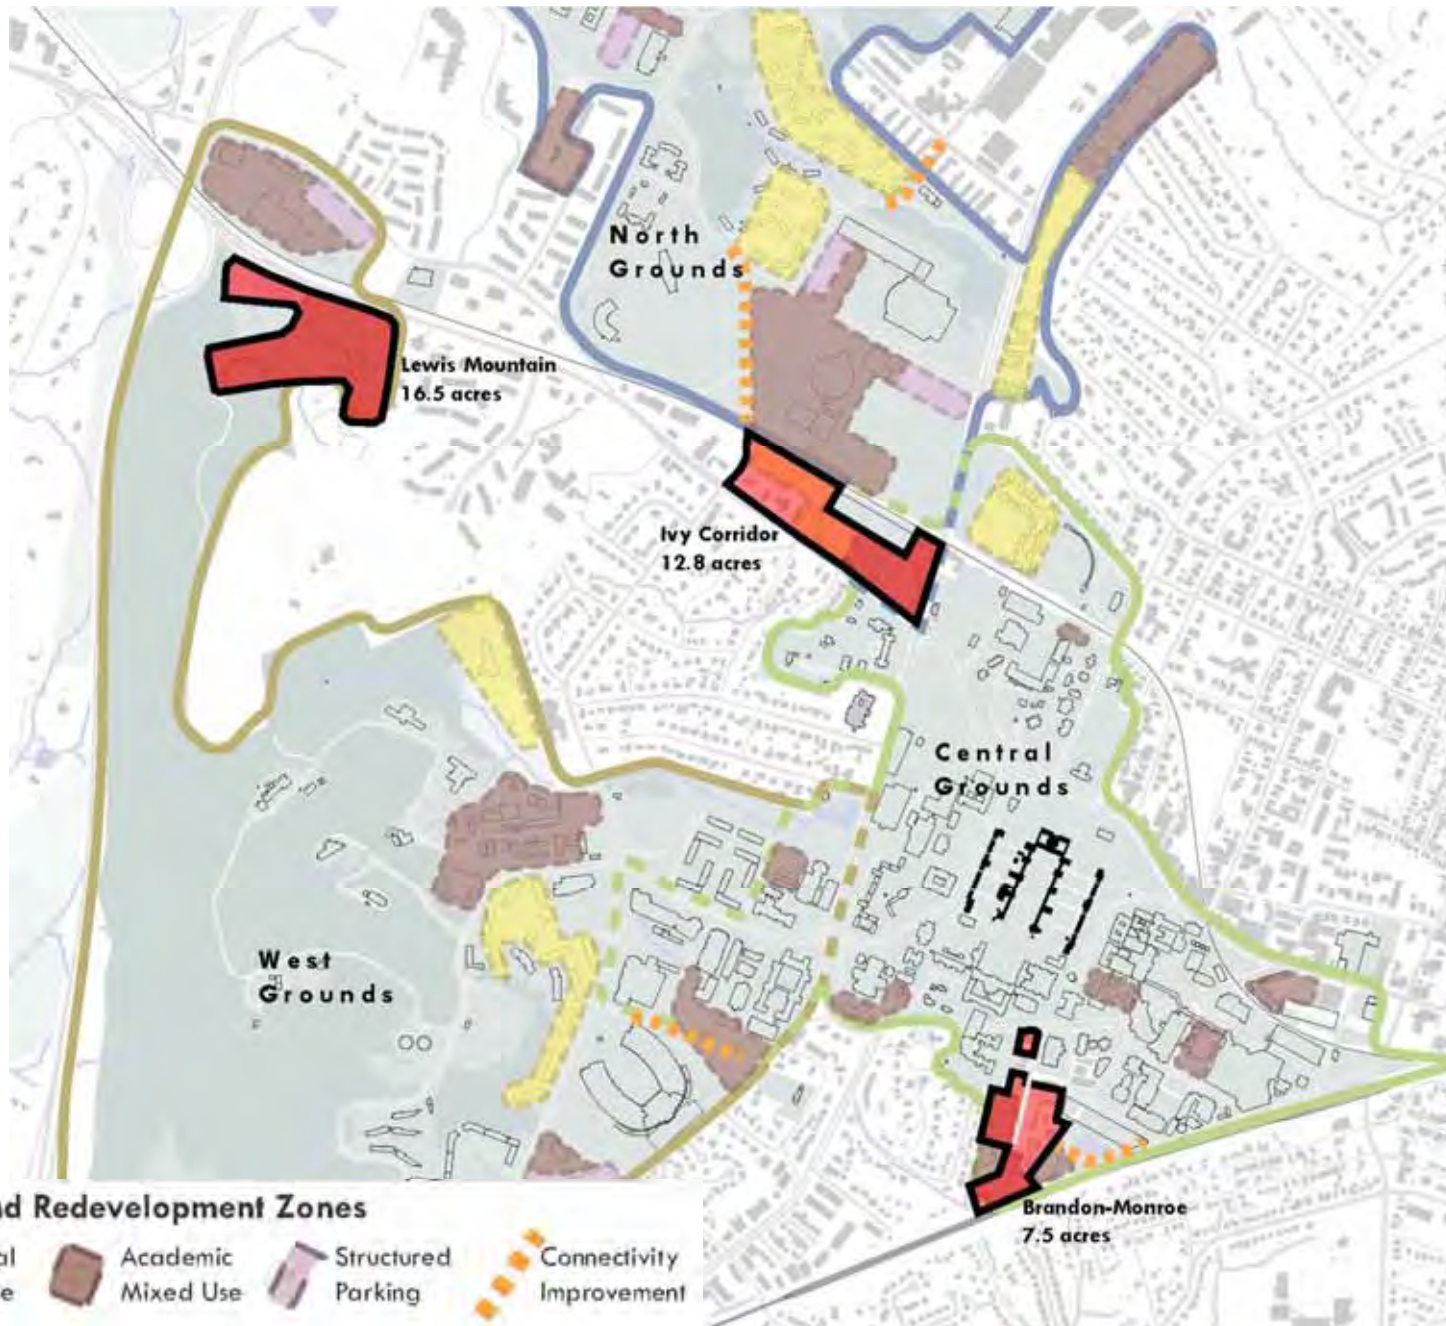 North
Grounds
Lewis Mountain
16.5 acres
Ivy Corridor
12.8 acres
Central
Grounds
West
Grounds
Brandon-Monroe
7.5 acres
d Redevelopment Zones
al
e
Academic
Mixed Use
Structured
Parking
Connectivity
Improvement